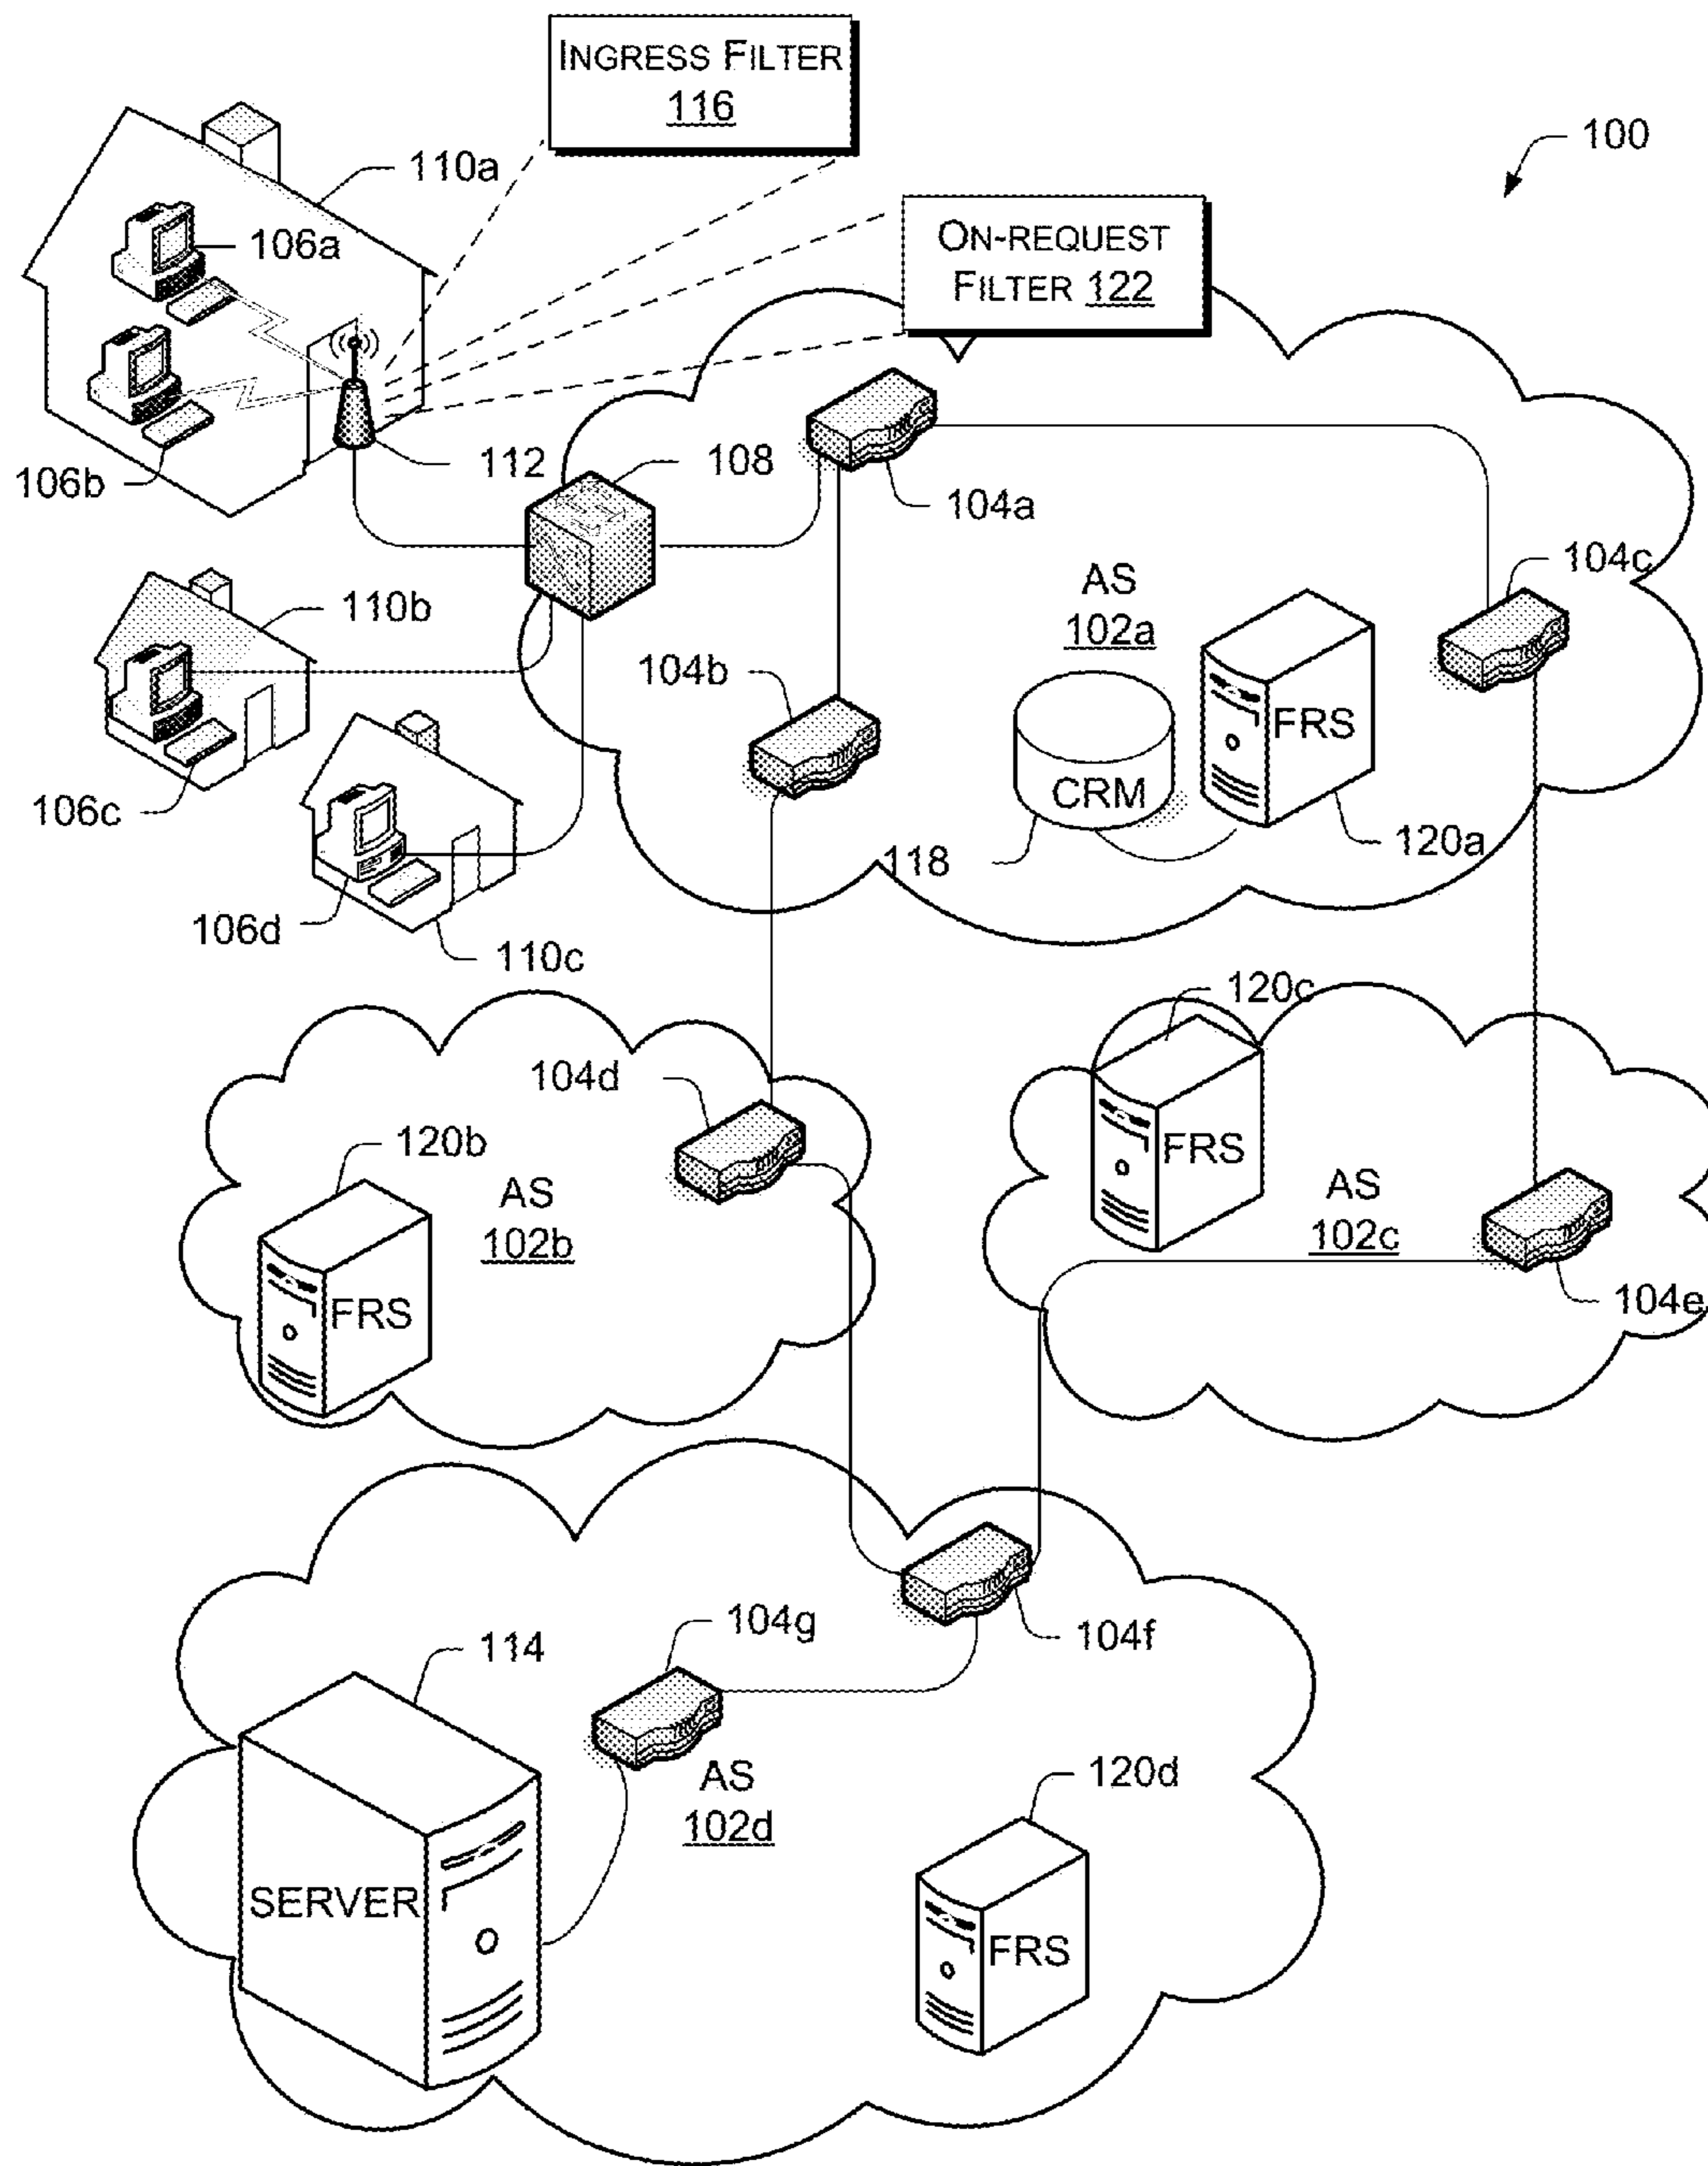 INGRESS FILTER
116
100
110a
ON-REQUEST
FILTER 122
106a
106b
112
108
104a
104c
AS
102a
110b
104b
FRS
CRM
106c
118
120a
106d
110c
120c
104d
120b
FRS
AS
102b
AS
102c
FRS
104e
104g
104f
114
AS
102d
120d
SERVER
FRS